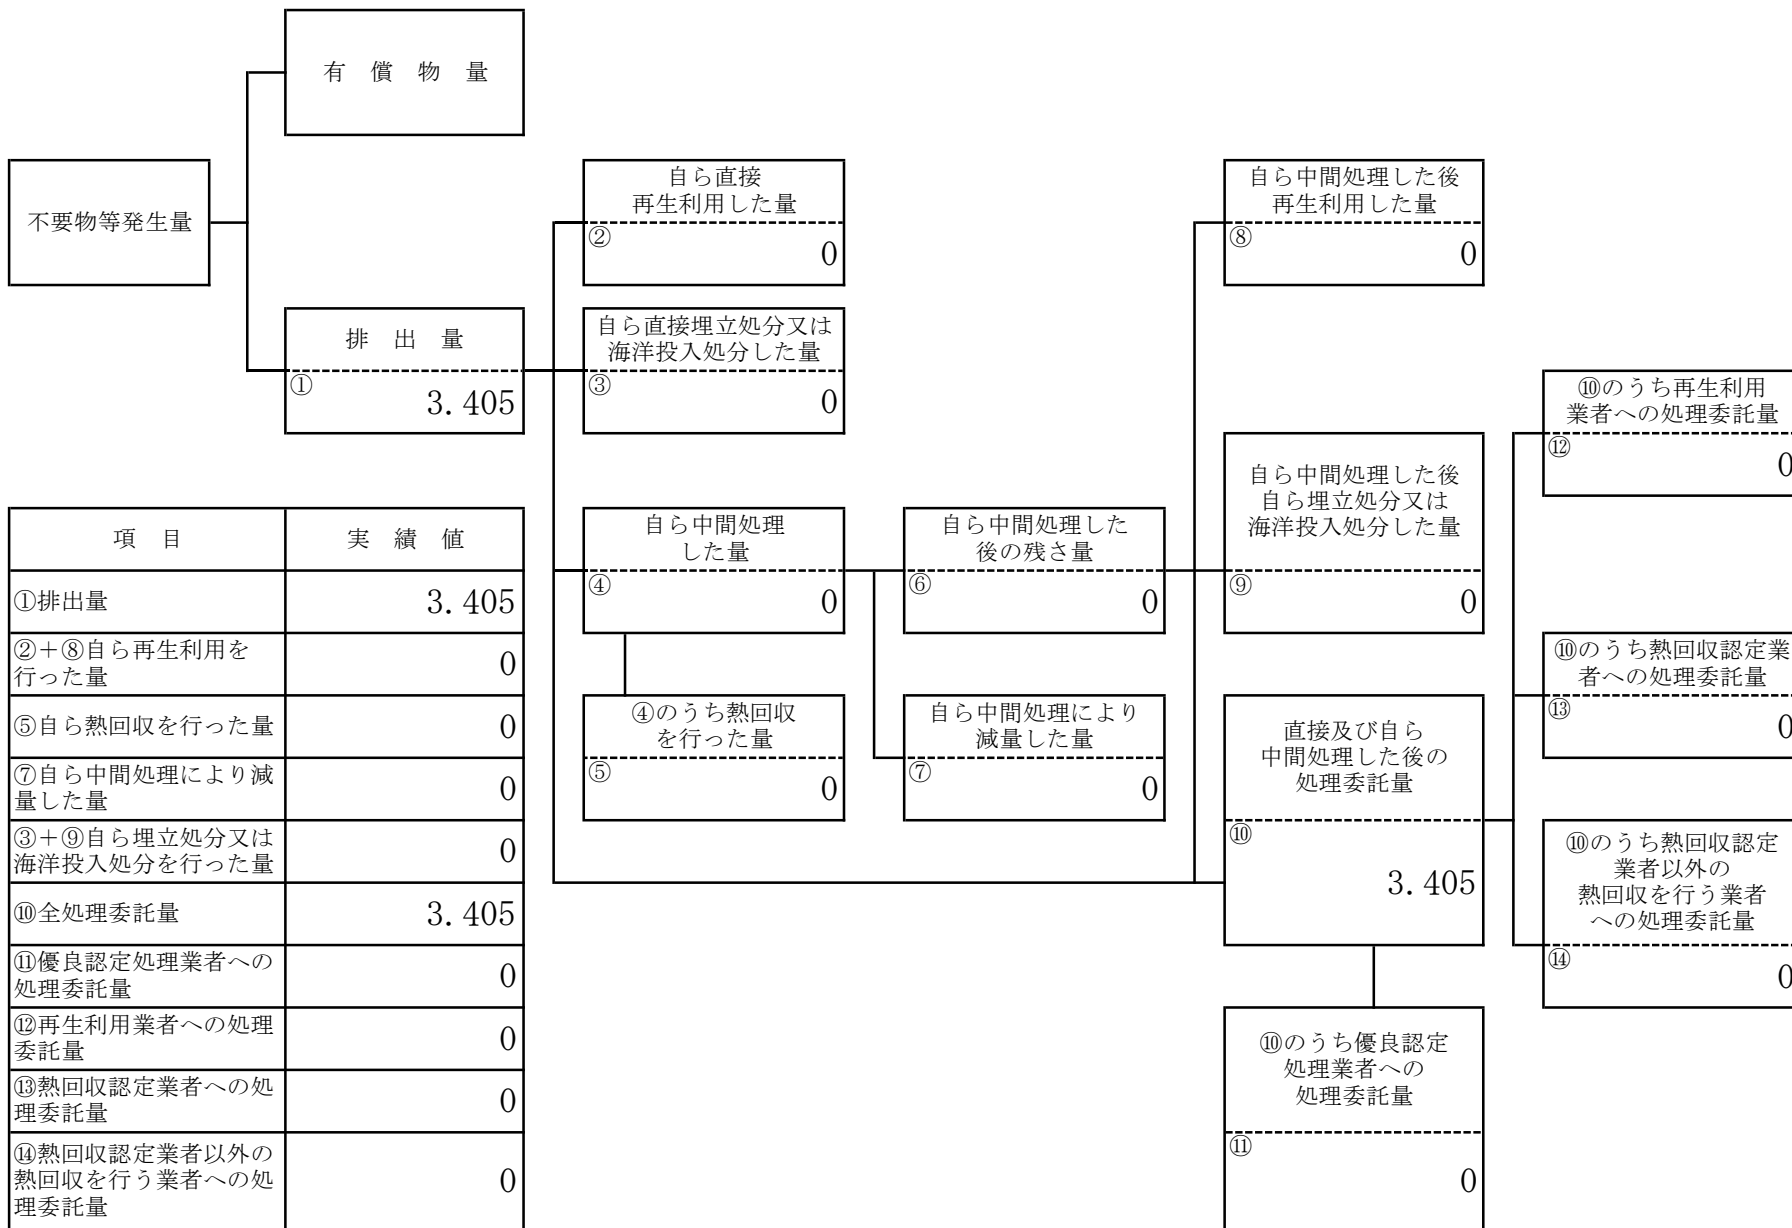 有　償　物　量
不要物等発生量
排　出　量
①
3.405
自ら直接
再生利用した量
②
0
自ら直接埋立処分又は
海洋投入処分した量
③
0
自ら中間処理
した量
④
0
④のうち熱回収
を行った量
⑤
0
自ら中間処理した
後の残さ量
⑥
0
自ら中間処理により
減量した量
⑦
0
自ら中間処理した後
再生利用した量
⑧
0
自ら中間処理した後
自ら埋立処分又は
海洋投入処分した量
⑨
0
直接及び自ら
中間処理した後の
処理委託量
⑩
3.405
⑩のうち優良認定
処理業者への
処理委託量
⑪
0
⑩のうち再生利用
業者への処理委託量
⑫
0
⑩のうち熱回収認定業
者への処理委託量
⑬
0
⑩のうち熱回収認定
業者以外の
熱回収を行う業者
への処理委託量
⑭
0
項　目　実　績　値
①排出量　3.405
②＋⑧自ら再生利用を
行った量
0
⑤自ら熱回収を行った量　0
⑦自ら中間処理により減
量した量
0
③＋⑨自ら埋立処分又は
海洋投入処分を行った量
0
⑩全処理委託量　3.405
⑪優良認定処理業者への
処理委託量
0
⑫再生利用業者への処理
委託量
0
⑬熱回収認定業者への処
理委託量
0
⑭熱回収認定業者以外の
熱回収を行う業者への処
理委託量
0